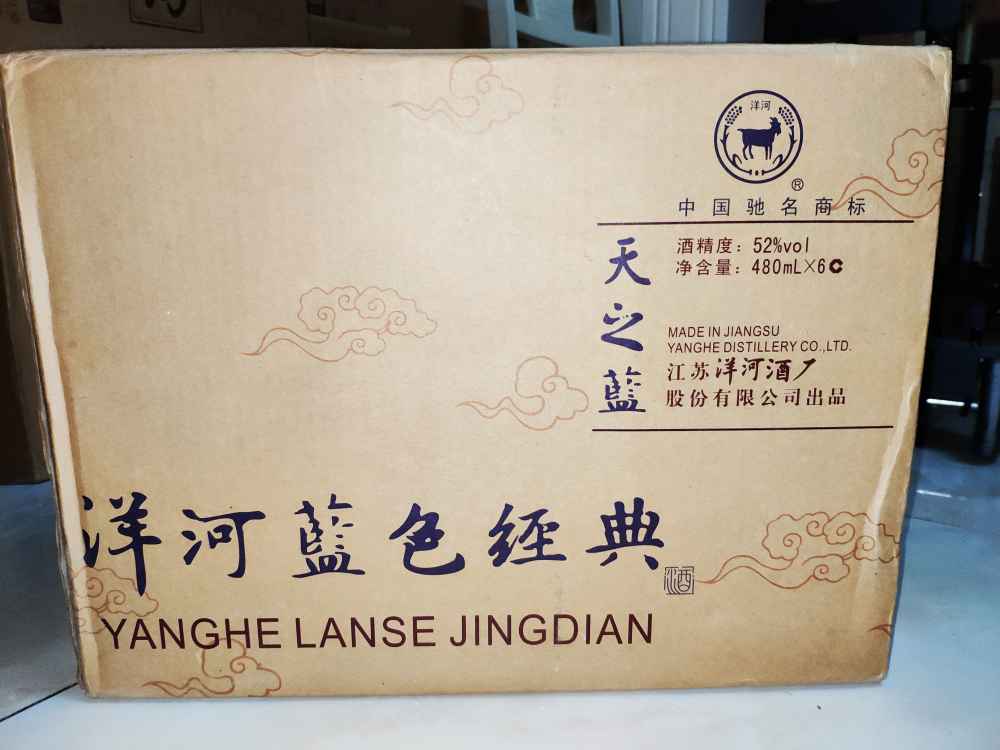 洋河
®
中国驰名商标
天之藍
酒精度：52%vol
净含量：480mL×6
MADE IN JIANGSU
YANGHE DISTILLERY CO.,LTD.
江苏洋河酒厂
股份有限公司出品
洋河藍色经典
酒
YANGHE LANSE JINGDIAN